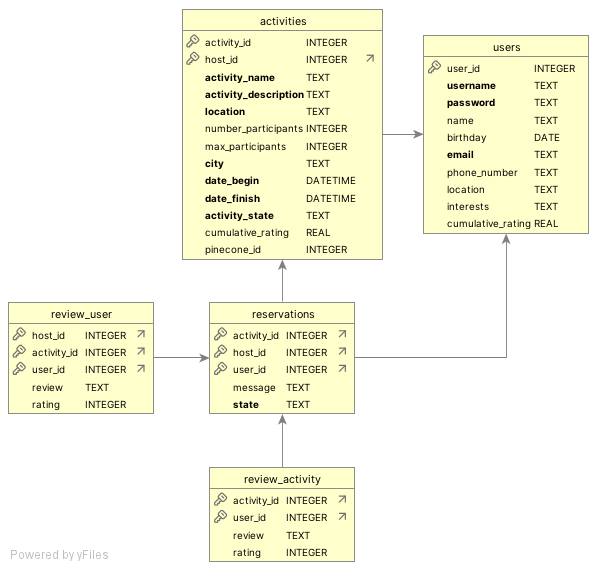 activities
activity_id INTEGER
host_id INTEGER
activity_name TEXT
activity_description TEXT
location TEXT
number_participants INTEGER
max_participants INTEGER
city TEXT
date_begin DATETIME
date_finish DATETIME
activity_state TEXT
cumulative_rating REAL
pinecone_id INTEGER
users
user_id INTEGER
username TEXT
password TEXT
name TEXT
birthday DATE
email TEXT
phone_number TEXT
location TEXT
interests TEXT
cumulative_rating REAL
review_user
host_id INTEGER
activity_id INTEGER
user_id INTEGER
review TEXT
rating INTEGER
reservations
activity_id INTEGER
host_id INTEGER
user_id INTEGER
message TEXT
state TEXT
review_activity
activity_id INTEGER
user_id INTEGER
review TEXT
rating INTEGER
Powered by yFiles